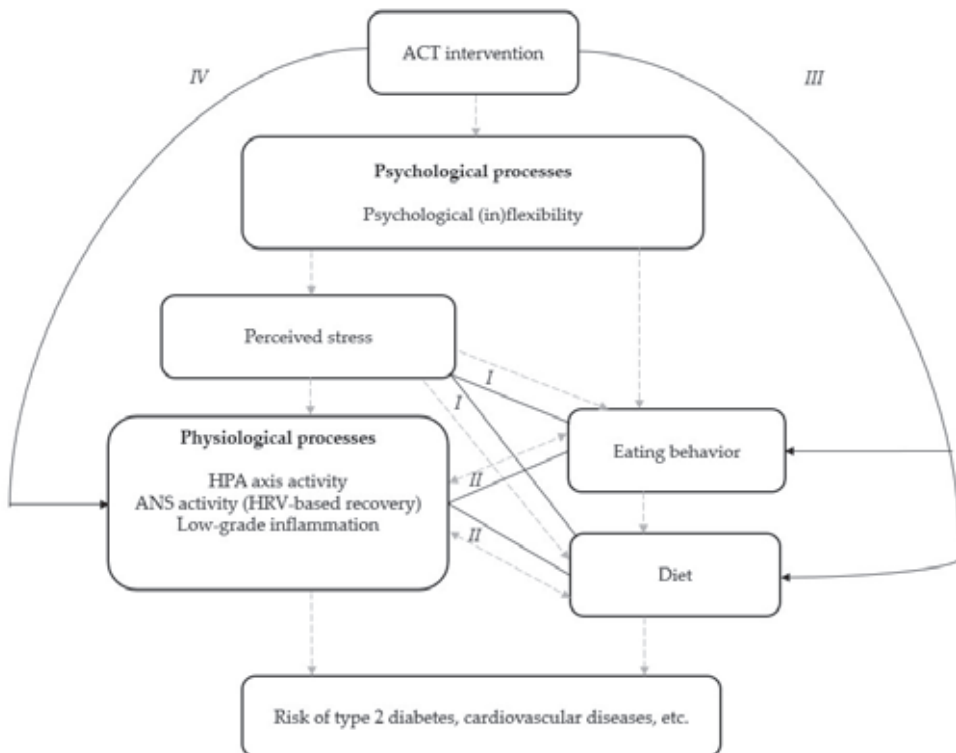 ACT intervention
IV
III
Psychological processes
Psychological (in)flexibility
Perceived stress
I
I
Physiological processes
HPA axis activity
ANS activity (HRV-based recovery)
Low-grade inflammation
Eating behavior
II
II
Diet
Risk of type 2 diabetes, cardiovascular diseases, etc.